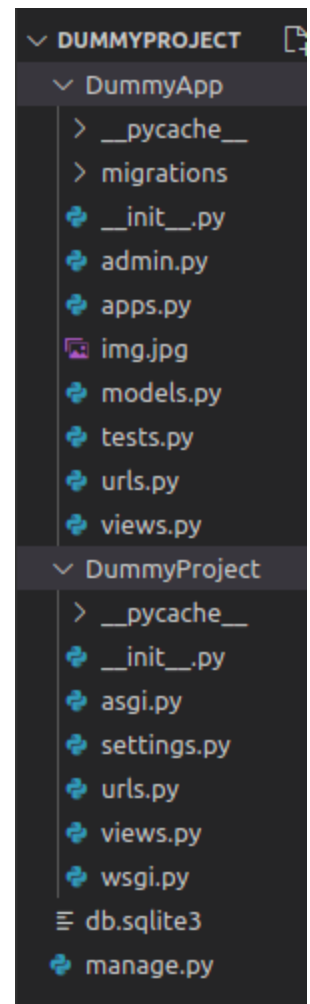 DUMMYPROJECT
DummyApp
__pycache__
migrations
__init__.py
admin.py
apps.py
img.jpg
models.py
tests.py
urls.py
views.py
DummyProject
__pycache__
__init__.py
asgi.py
settings.py
urls.py
views.py
wsgi.py
db.sqlite3
manage.py